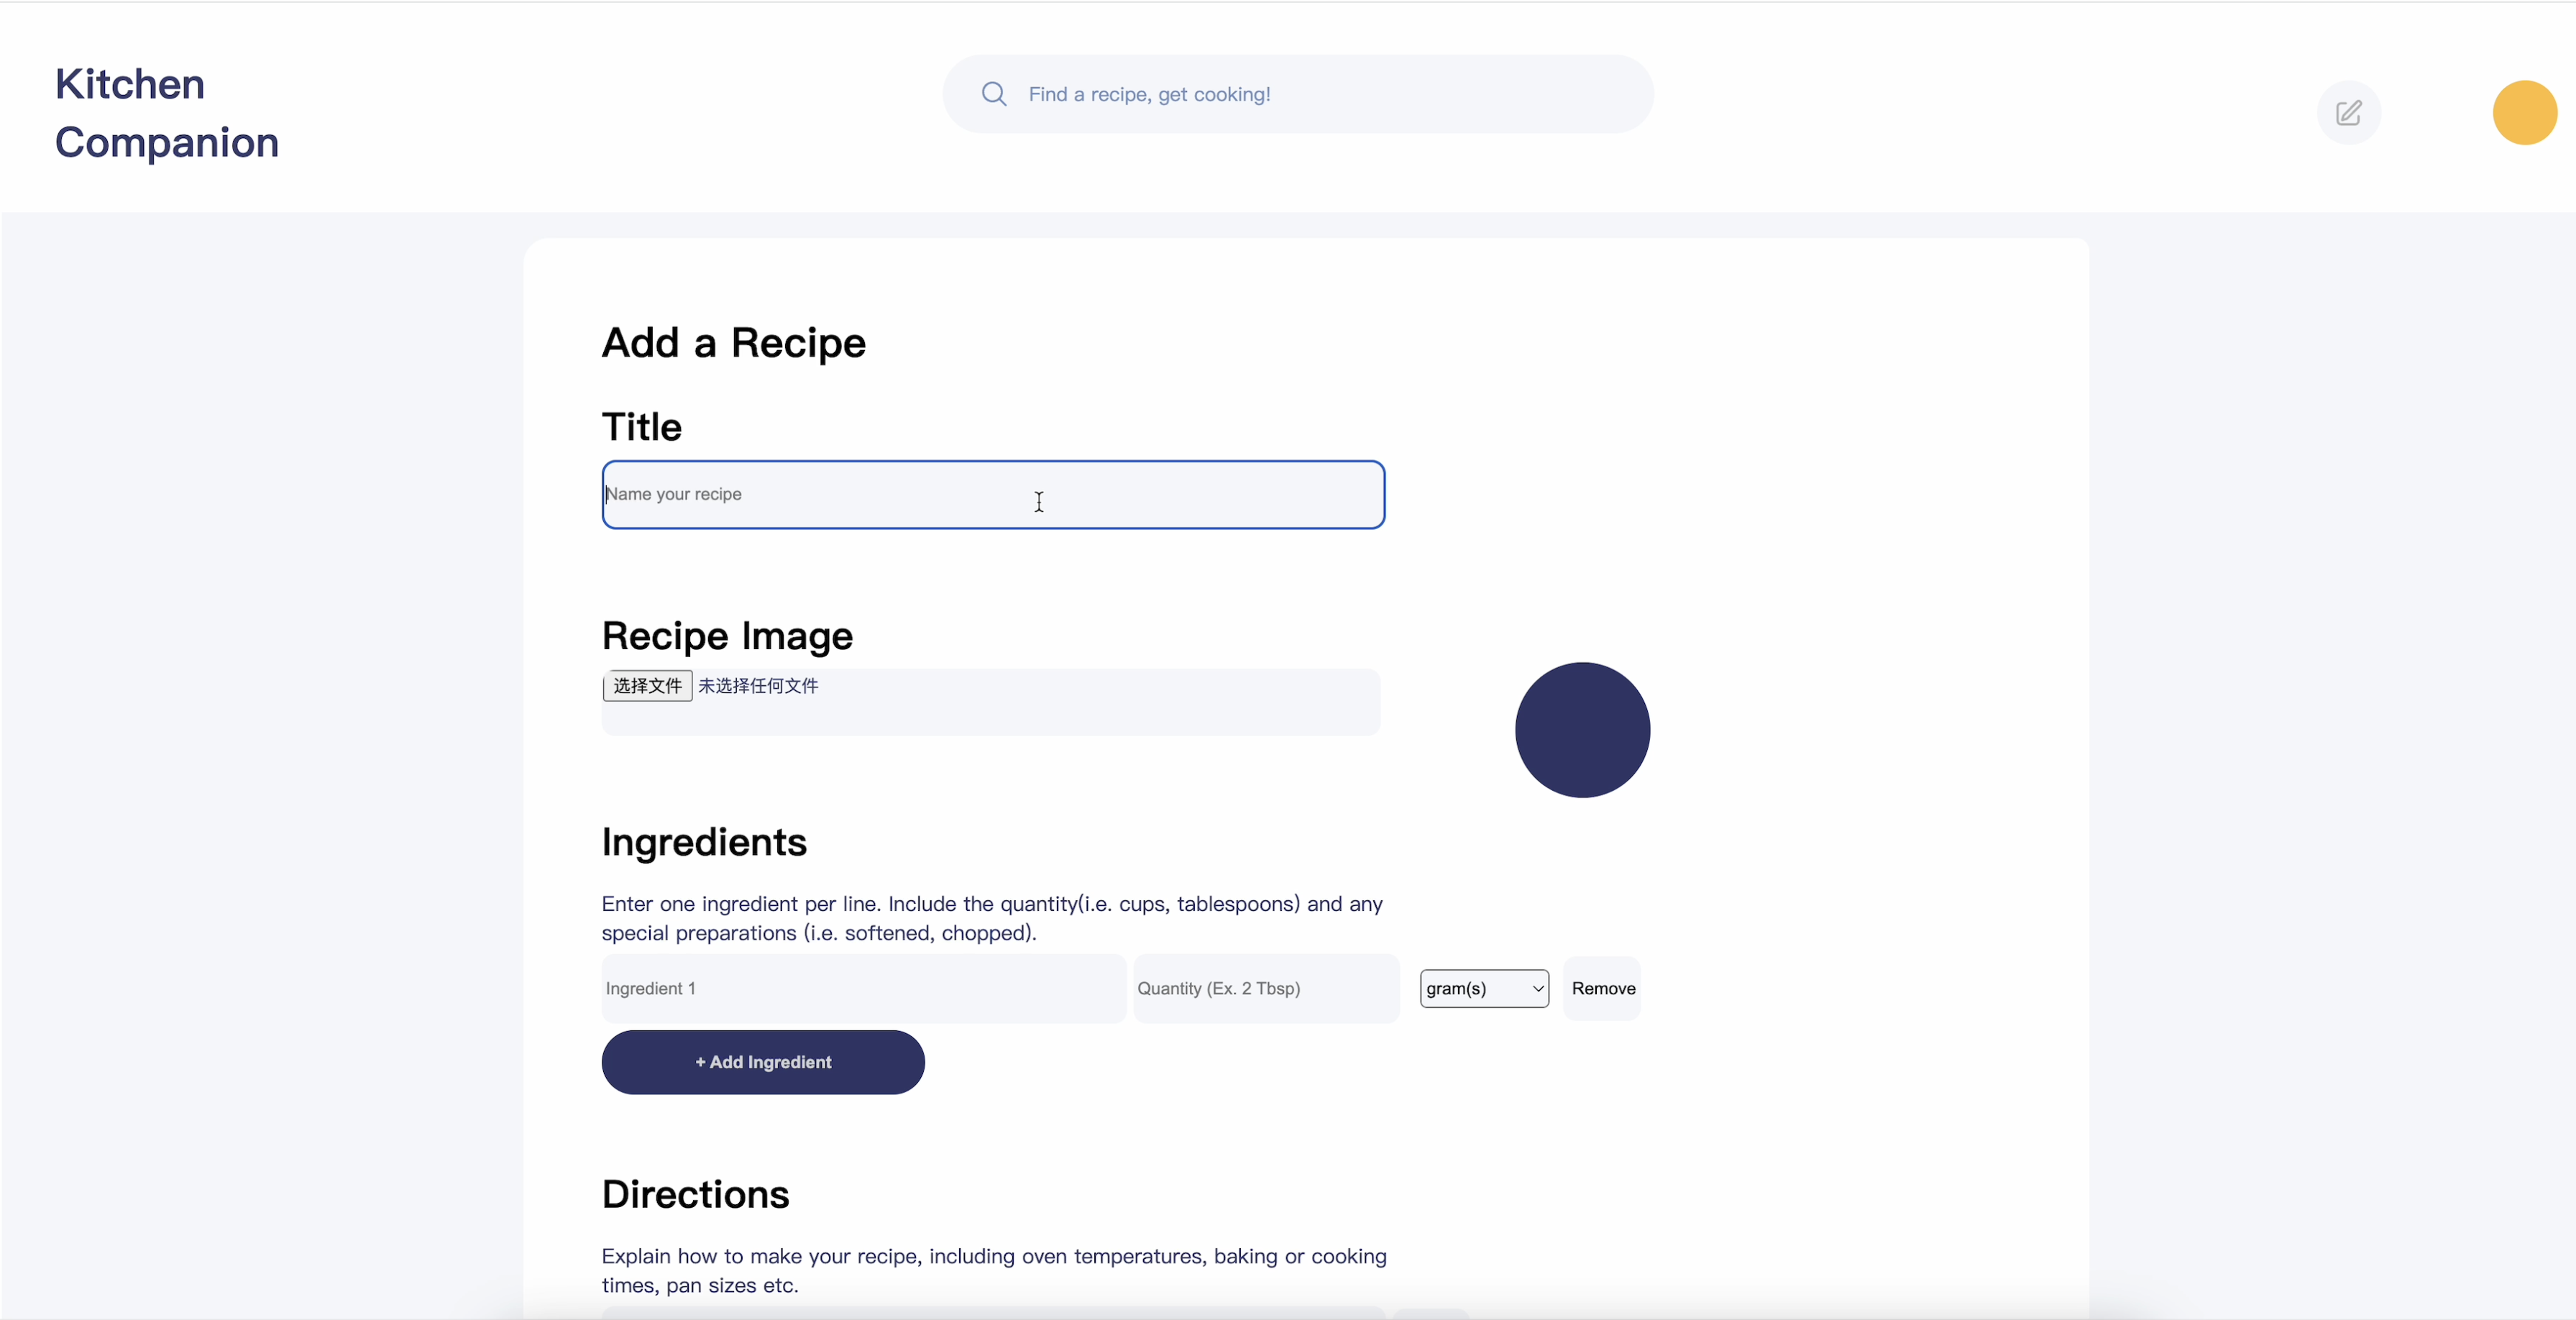 Kitchen
Companion
Find a recipe, get cooking!
Add a Recipe
Title
Name your recipe
Recipe Image
选择文件 未选择任何文件
Ingredients
Enter one ingredient per line. Include the quantity(i.e. cups, tablespoons) and any
special preparations (i.e. softened, chopped).
Ingredient 1 Quantity (Ex. 2 Tbsp) gram(s) Remove
+ Add Ingredient
Directions
Explain how to make your recipe, including oven temperatures, baking or cooking
times, pan sizes etc.